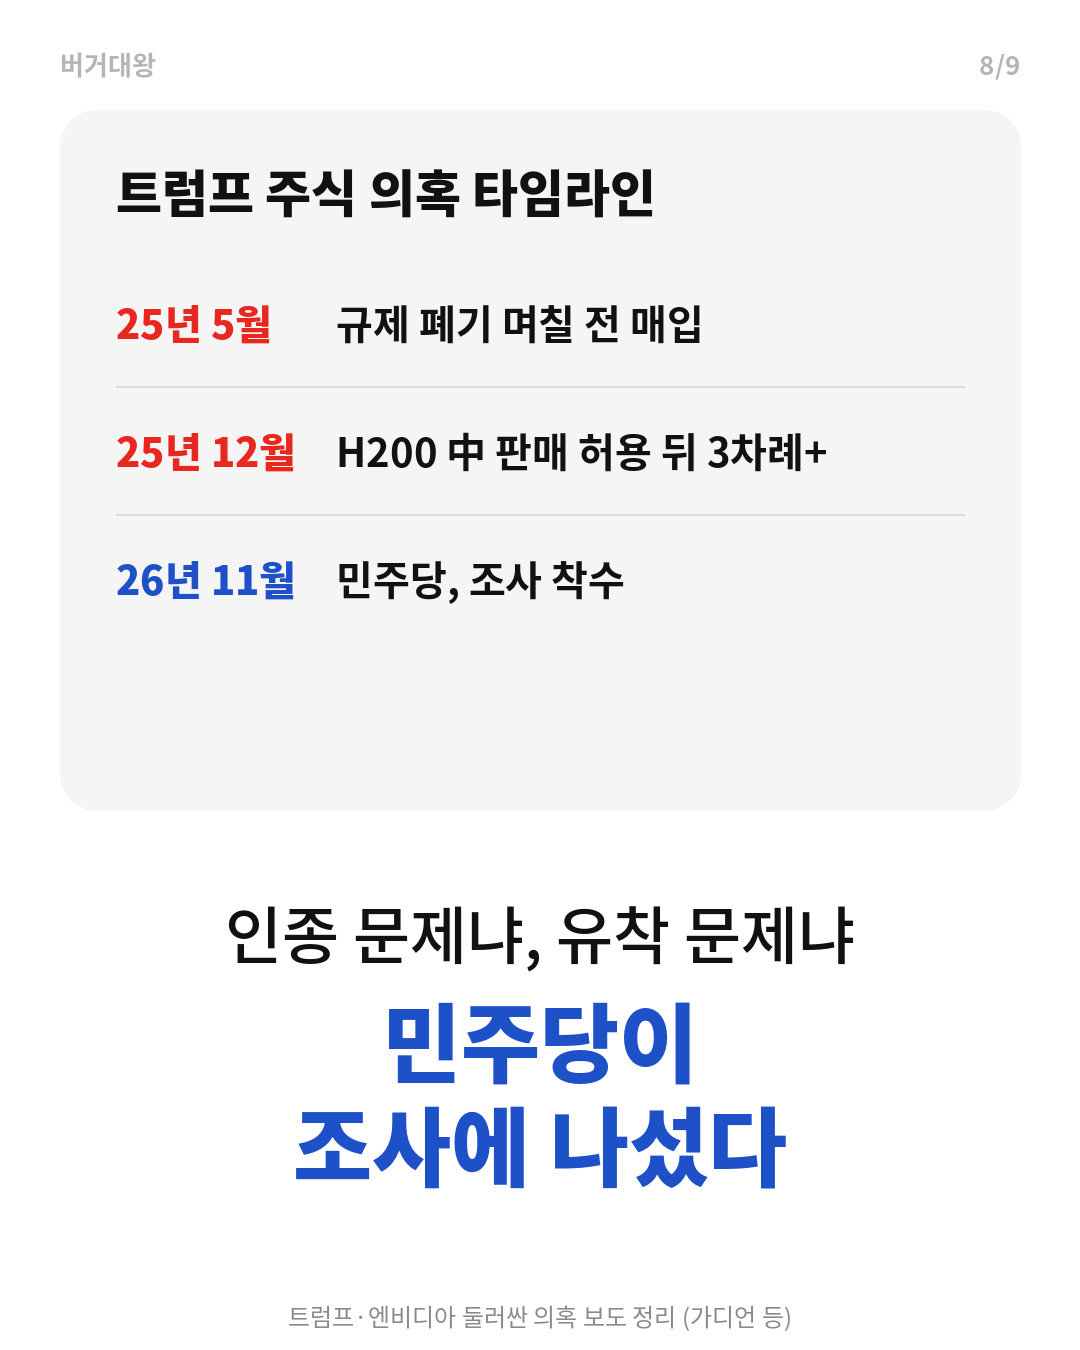 버거대왕
8/9
트럼프 주식 의혹 타임라인
25년 5월 규제 폐기 며칠 전 매입
25년 12월 H200 中 판매 허용 뒤 3차례+
26년 11월 민주당, 조사 착수
인종 문제냐, 유착 문제냐
민주당이
조사에 나섰다
트럼프·엔비디아 둘러싼 의혹 보도 정리 (가디언 등)